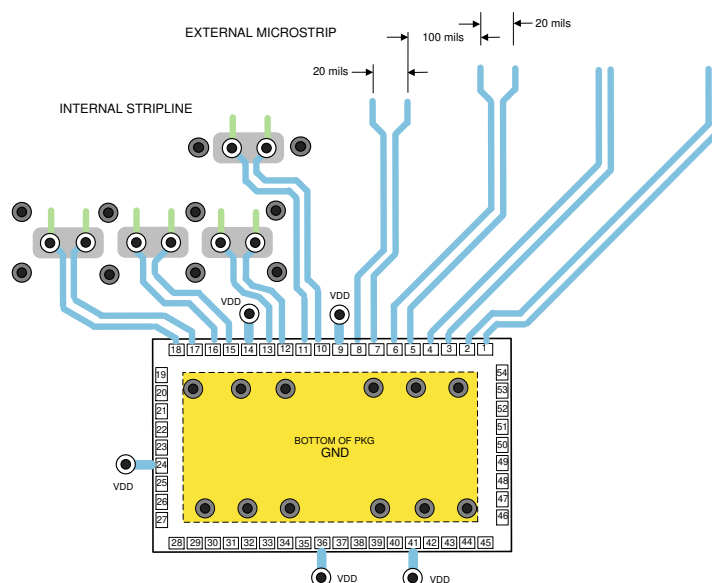 EXTERNAL MICROSTRIP
20 mils
100 mils
20 mils
INTERNAL STRIPLINE
VDD
VDD
18 17 16 15 14 13 12 11 10 9 8 7 6 5 4 3 2 1
19
20
21
22
23
24
25
26
27
54
53
52
51
50
49
48
47
46
BOTTOM OF PKG
GND
VDD
28 29 30 31 32 33 34 35 36 37 38 39 40 41 42 43 44 45
VDD
VDD